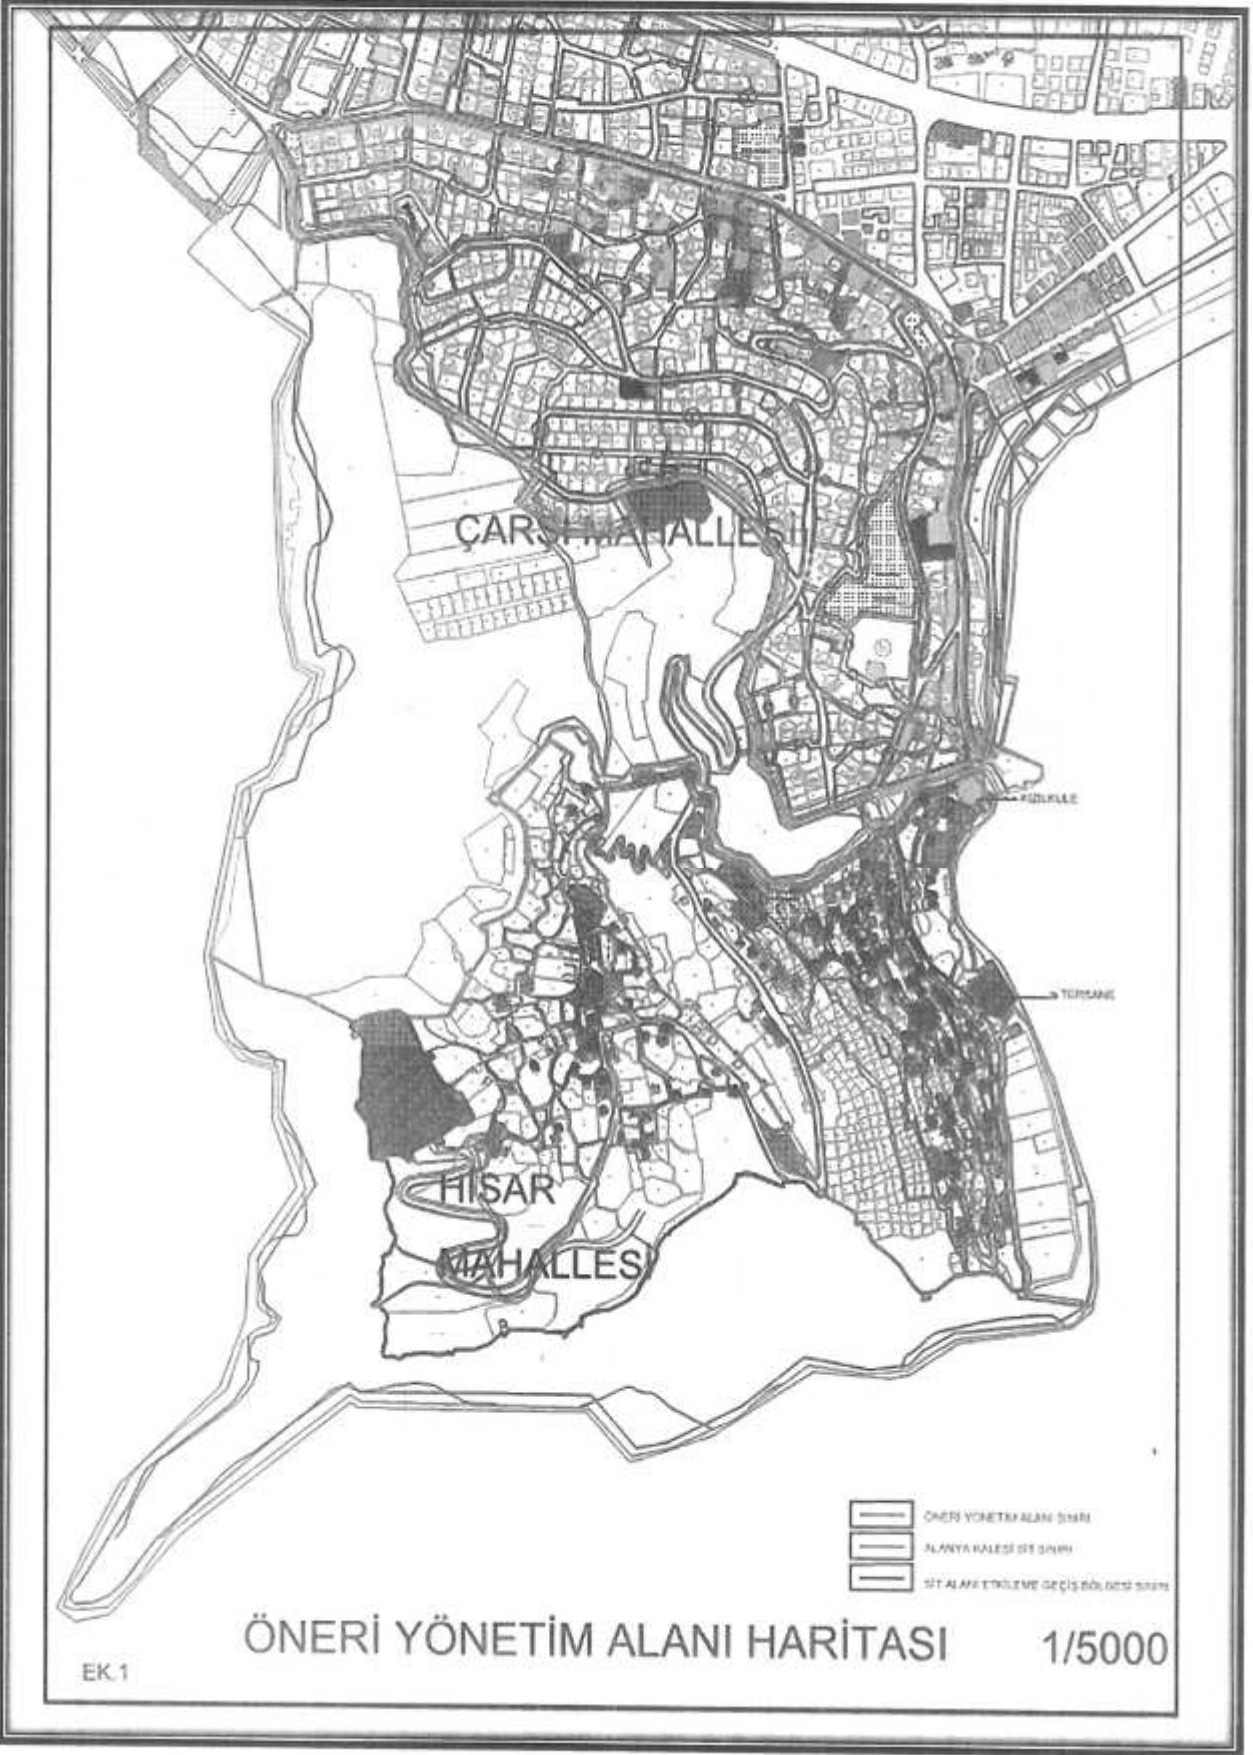 ÇARŞI MAHALLESİ
KIZILKULE
TERSANE
HİSAR
MAHALLESİ
ÖNERİ YÖNETİM ALANI SINIRI
ALANYA KALESİ SİT SINIRI
SİT ALANI ETKİLEME GEÇİŞ BÖLGESİ SINIRI
ÖNERİ YÖNETİM ALANI HARİTASI 1/5000
EK.1